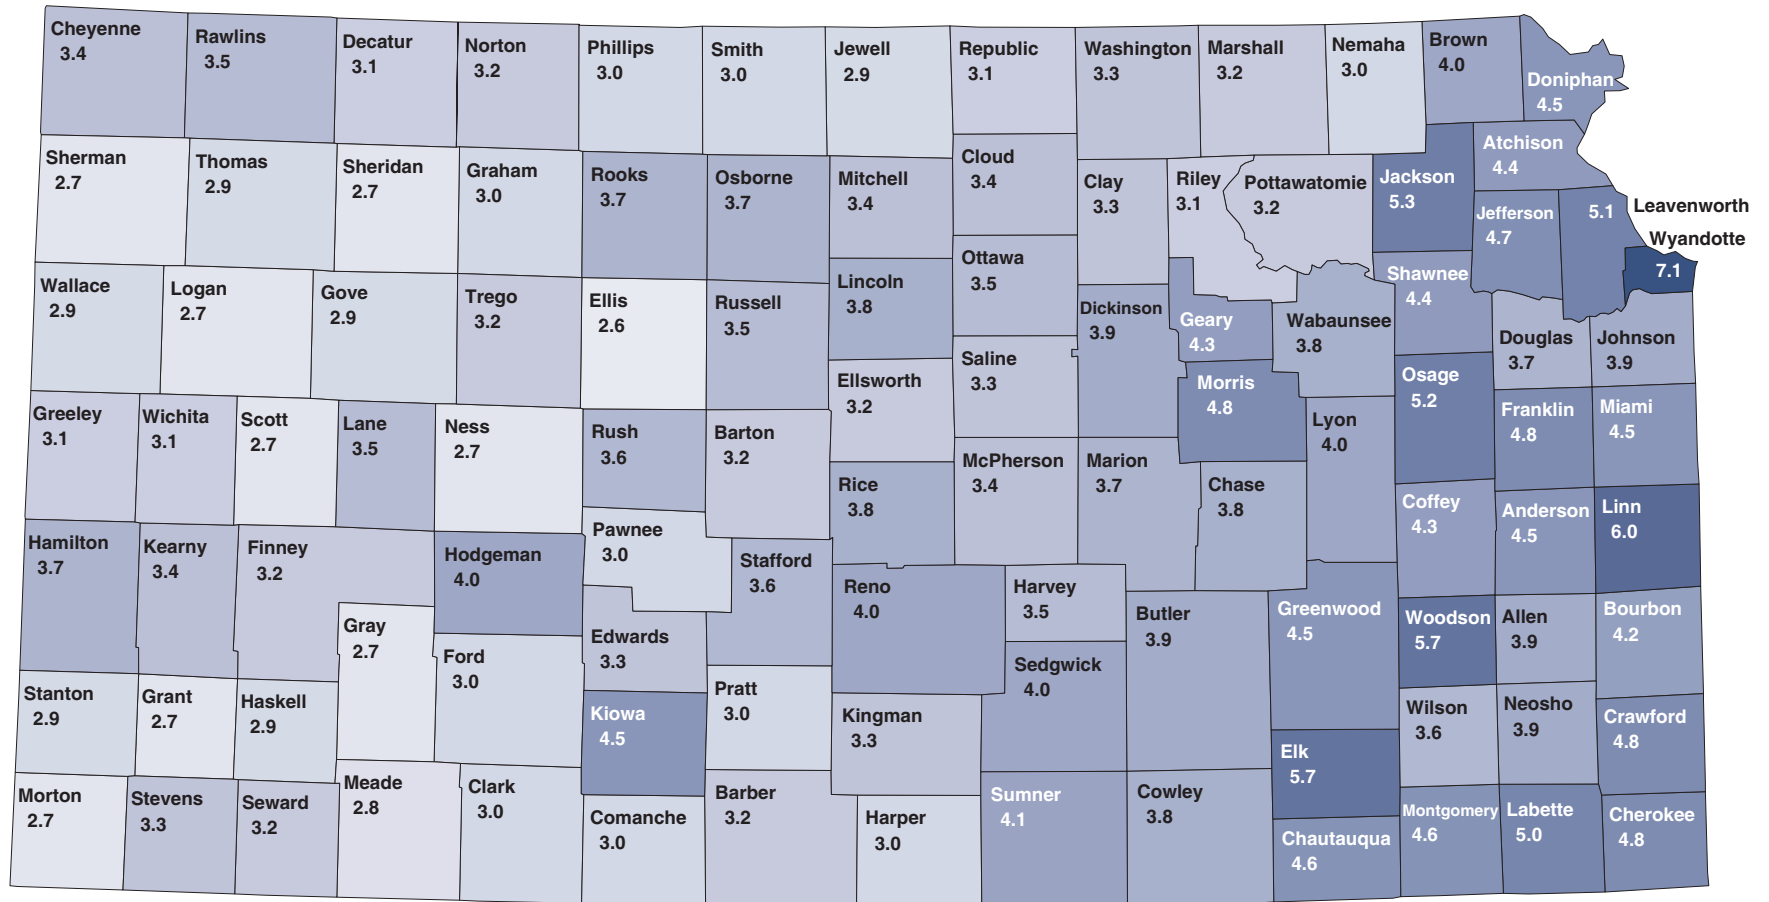 Cheyenne
3.4
Rawlins
3.5
Decatur
3.1
Norton
3.2
Phillips
3.0
Smith
3.0
Jewell
2.9
Republic
3.1
Washington
3.3
Marshall
3.2
Nemaha
3.0
Brown
4.0
Doniphan
4.5
Sherman
2.7
Thomas
2.9
Sheridan
2.7
Graham
3.0
Rooks
3.7
Osborne
3.7
Mitchell
3.4
Cloud
3.4
Clay
3.3
Riley
3.1
Pottawatomie
3.2
Jackson
5.3
Atchison
4.4
Jefferson
4.7
5.1
Leavenworth
Wyandotte
7.1
Wallace
2.9
Logan
2.7
Gove
2.9
Trego
3.2
Ellis
2.6
Russell
3.5
Lincoln
3.8
Ottawa
3.5
Dickinson
3.9
Geary
4.3
Wabaunsee
3.8
Shawnee
4.4
Douglas
3.7
Johnson
3.9
Saline
3.3
Ellsworth
3.2
Morris
4.8
Osage
5.2
Franklin
4.8
Miami
4.5
Greeley
3.1
Wichita
3.1
Scott
2.7
Lane
3.5
Ness
2.7
Rush
3.6
Barton
3.2
Rice
3.8
McPherson
3.4
Marion
3.7
Chase
3.8
Lyon
4.0
Coffey
4.3
Anderson
4.5
Linn
6.0
Hamilton
3.7
Kearny
3.4
Finney
3.2
Hodgeman
4.0
Pawnee
3.0
Stafford
3.6
Reno
4.0
Harvey
3.5
Butler
3.9
Greenwood
4.5
Woodson
5.7
Allen
3.9
Bourbon
4.2
Gray
2.7
Ford
3.0
Edwards
3.3
Sedgwick
4.0
Stanton
2.9
Grant
2.7
Haskell
2.9
Kiowa
4.5
Pratt
3.0
Kingman
3.3
Elk
5.7
Wilson
3.6
Neosho
3.9
Crawford
4.8
Morton
2.7
Stevens
3.3
Seward
3.2
Meade
2.8
Clark
3.0
Comanche
3.0
Barber
3.2
Harper
3.0
Sumner
4.1
Cowley
3.8
Chautauqua
4.6
Montgomery
4.6
Labette
5.0
Cherokee
4.8